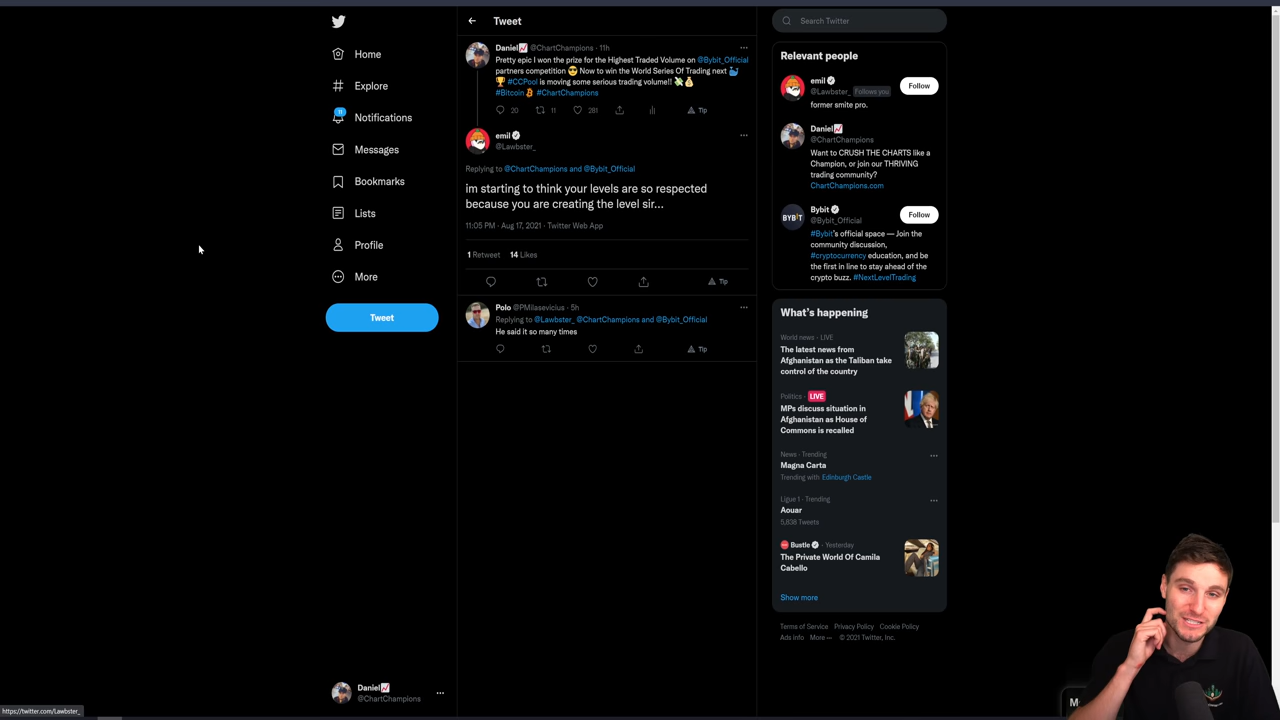 Home
Explore
11
Notifications
Messages
Bookmarks
Lists
Profile
More
Tweet
Daniel📈
@ChartChampions
https://twitter.com/Lawbster_
Tweet
Daniel📈 @ChartChampions · 11h
Pretty epic I won the prize for the Highest Traded Volume on @Bybit_Official
partners competition 😎 Now to win the World Series Of Trading next 🐳
🏆 #CCPool is moving some serious trading volume!! 💸💰
#Bitcoin #ChartChampions
20 11 281 Tip
emil
@Lawbster_
Replying to @ChartChampions and @Bybit_Official
im starting to think your levels are so respected
because you are creating the level sir...
11:05 PM · Aug 17, 2021 · Twitter Web App
1 Retweet 14 Likes
Tip
Polo @PMilasevicius · 5h
Replying to @Lawbster_ @ChartChampions and @Bybit_Official
He said it so many times
Tip
Search Twitter
Relevant people
emil
@Lawbster_ Follows you
Follow
former smite pro.
Daniel📈
@ChartChampions
Want to CRUSH THE CHARTS like a
Champion, or join our THRIVING
trading community?
ChartChampions.com
BYBIT
Bybit
@Bybit_Official
Follow
#Bybit's official space — Join the
community discussion,
#cryptocurrency education, and be
the first in line to stay ahead of the
crypto buzz. #NextLevelTrading
What's happening
World news · LIVE
The latest news from
Afghanistan as the Taliban take
control of the country
Politics · LIVE
MPs discuss situation in
Afghanistan as House of
Commons is recalled
News · Trending
Magna Carta
Trending with Edinburgh Castle
Ligue 1 · Trending
Aouar
5,838 Tweets
Bustle · Yesterday
The Private World Of Camila
Cabello
Show more
Terms of Service Privacy Policy Cookie Policy
Ads info More ··· © 2021 Twitter, Inc.